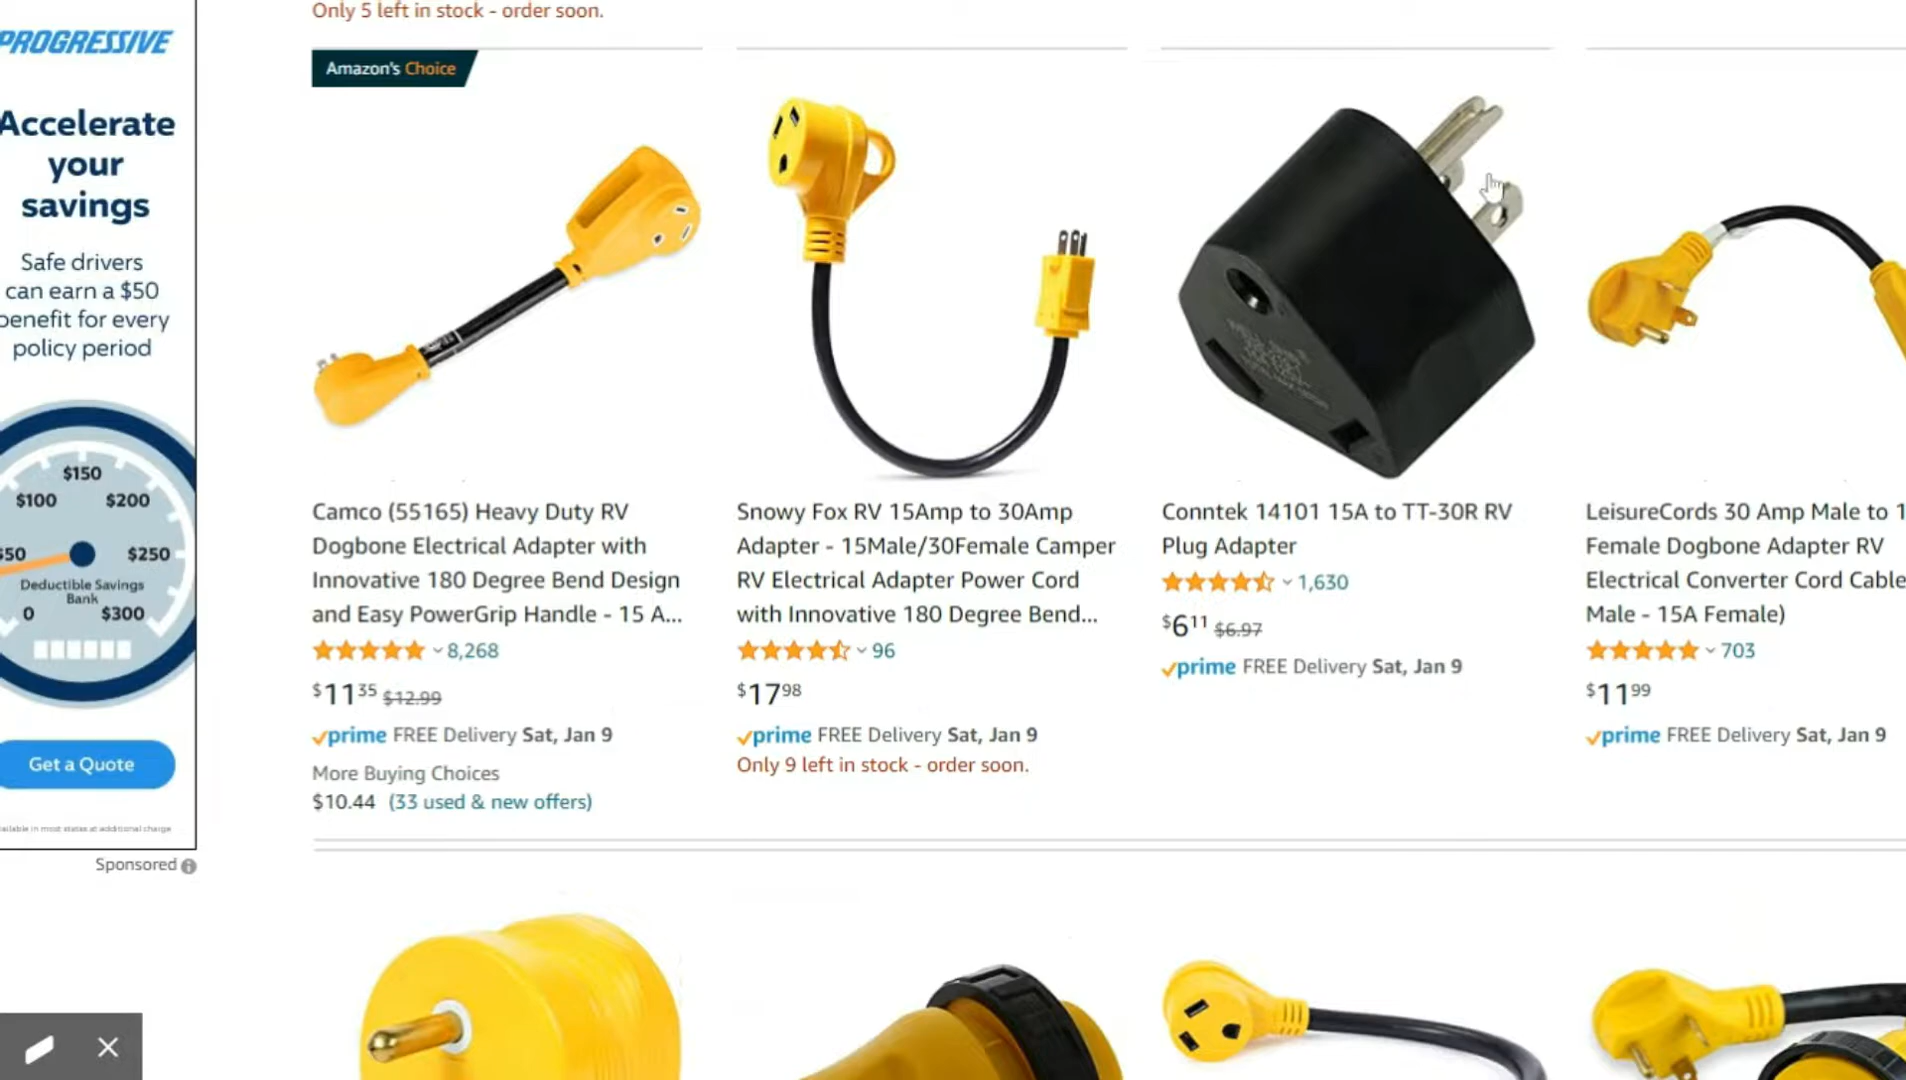 Only 5 left in stock - order soon.
PROGRESSIVE
Accelerate
your
savings
Safe drivers
can earn a $50
benefit for every
policy period
$150
$100 $200
$50 $250
Deductible Savings
Bank
0 $300
Get a Quote
Available in most states at additional charge
Sponsored
Amazon's Choice
Camco (55165) Heavy Duty RV
Dogbone Electrical Adapter with
Innovative 180 Degree Bend Design
and Easy PowerGrip Handle - 15 A...
8,268
$11 35 $12.99
prime FREE Delivery Sat, Jan 9
More Buying Choices
$10.44 (33 used & new offers)
Snowy Fox RV 15Amp to 30Amp
Adapter - 15Male/30Female Camper
RV Electrical Adapter Power Cord
with Innovative 180 Degree Bend...
96
$17 98
prime FREE Delivery Sat, Jan 9
Only 9 left in stock - order soon.
Conntek 14101 15A to TT-30R RV
Plug Adapter
1,630
$6 11 $6.97
prime FREE Delivery Sat, Jan 9
LeisureCords 30 Amp Male to 1
Female Dogbone Adapter RV
Electrical Converter Cord Cable
Male - 15A Female)
703
$11 99
prime FREE Delivery Sat, Jan 9